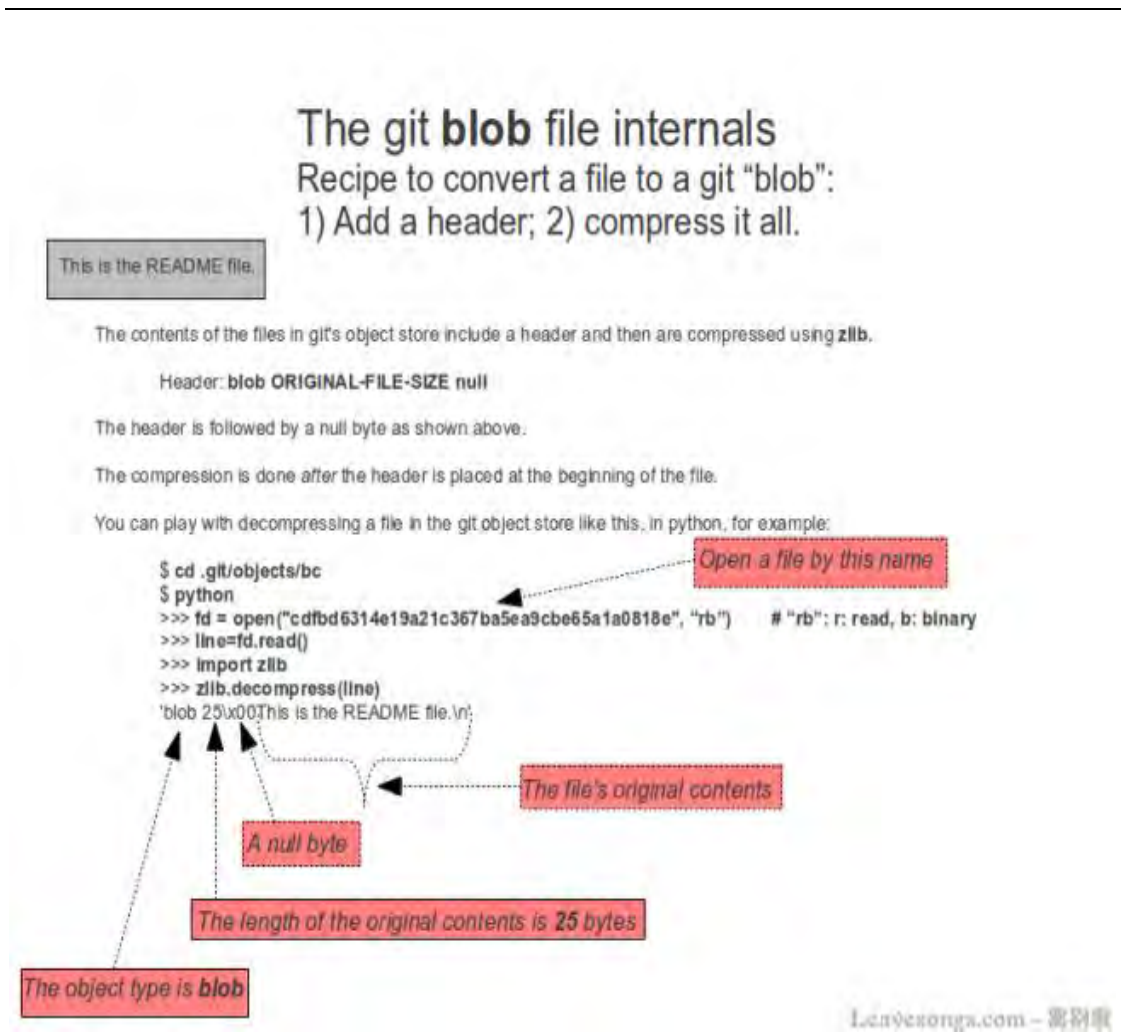 The git blob file internals
Recipe to convert a file to a git “blob”:
1) Add a header; 2) compress it all.
This is the README file.
The contents of the files in git's object store include a header and then are compressed using zlib.
Header: blob ORIGINAL-FILE-SIZE null
The header is followed by a null byte as shown above.
The compression is done after the header is placed at the beginning of the file.
You can play with decompressing a file in the git object store like this, in python, for example:
Open a file by this name
$ cd .git/objects/bc
$ python
>>> fd = open("cdfbd6314e19a21c367ba5ea9cbe65a1a0818e", "rb") # "rb": r: read, b: binary
>>> line=fd.read()
>>> import zlib
>>> zlib.decompress(line)
'blob 25\x00This is the README file.\n'
The file's original contents
A null byte
The length of the original contents is 25 bytes
The object type is blob